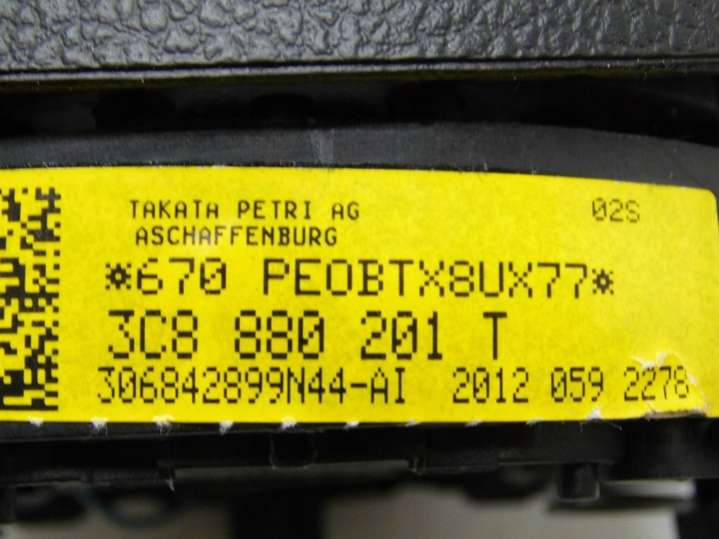 TAKATA PETRI AG 02S
ASCHAFFENBURG
*670 PEOBTX8UX77*
3C8 880 201 T
306842899N44-AI 2012 059 2278